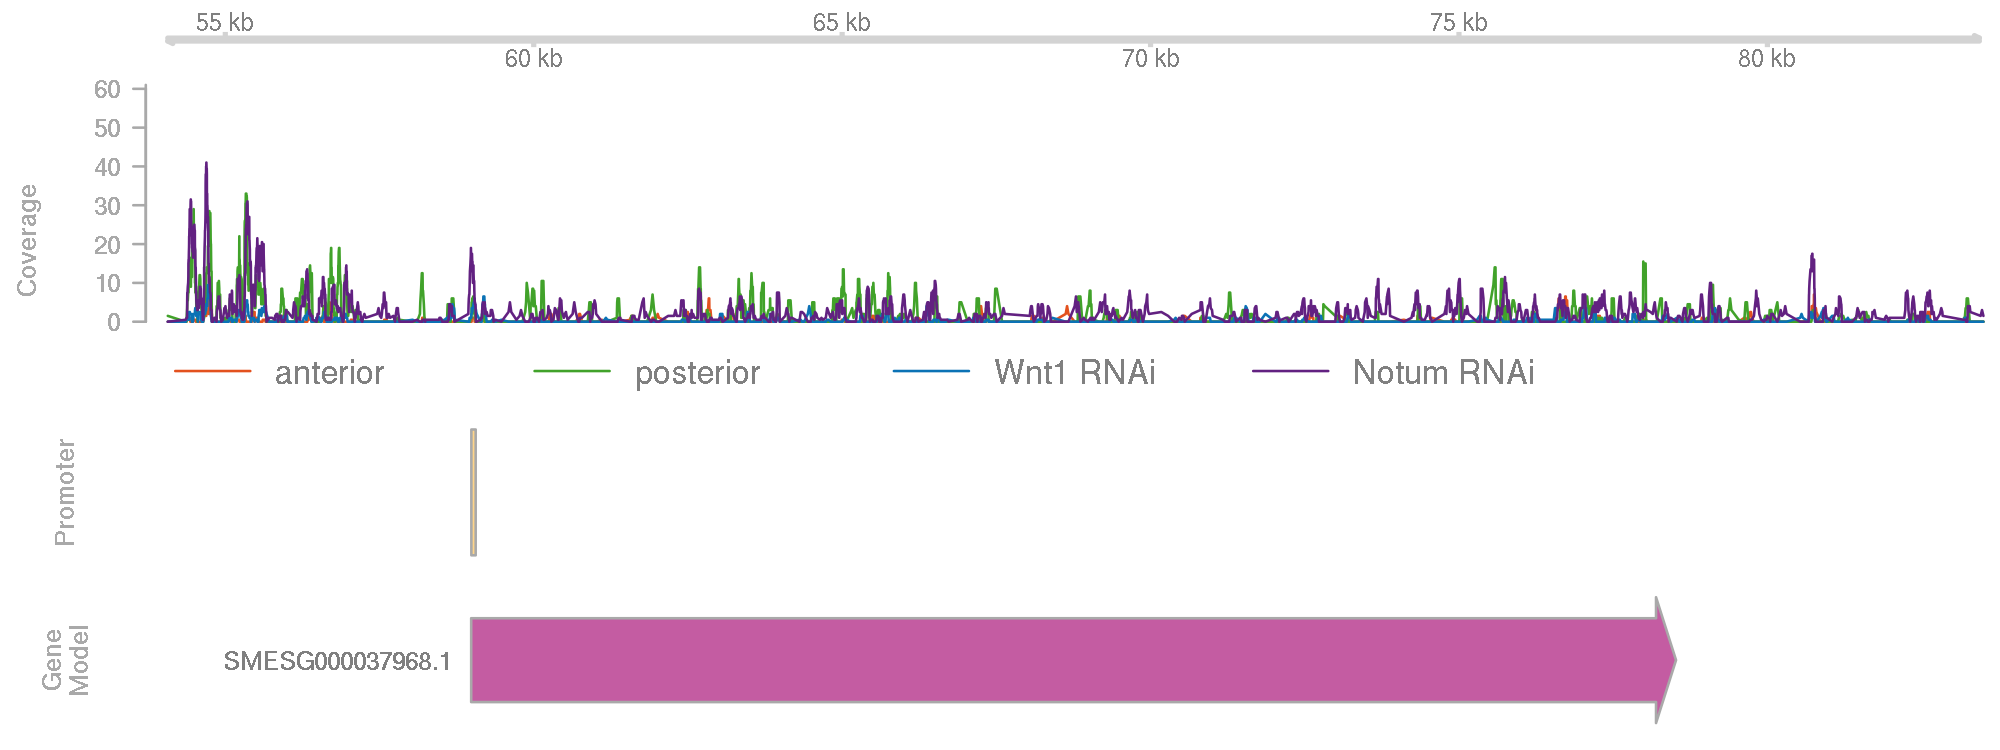 55 kb 65 kb 75 kb
60 kb 70 kb 80 kb
60
50
40
30
20
10
0
Coverage
anterior posterior Wnt1 RNAi Notum RNAi
Promoter
Gene
Model
SMESG000037968.1